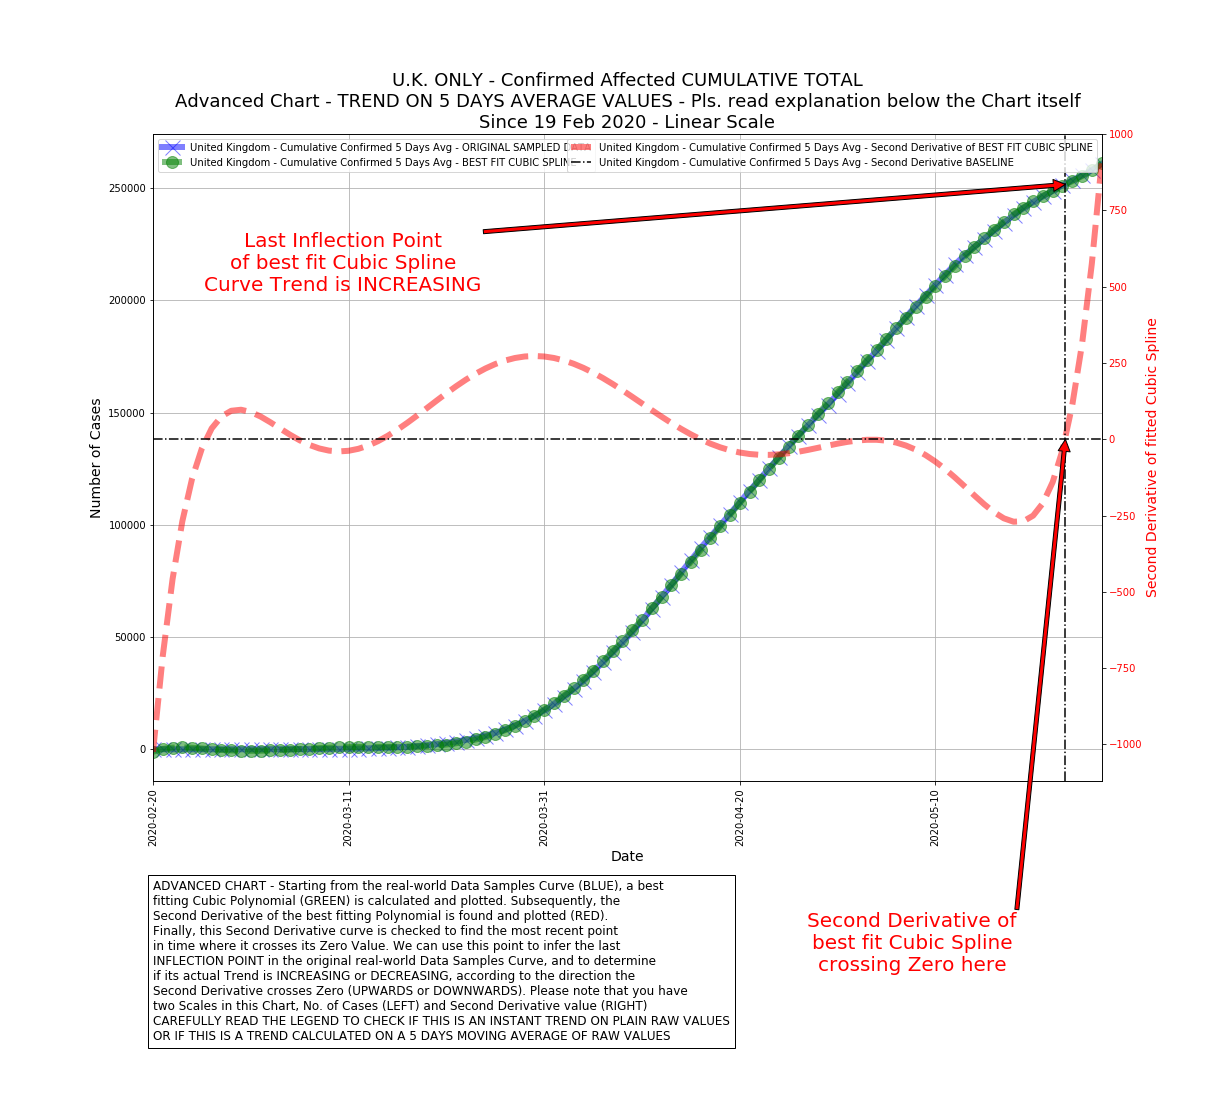 U.K. ONLY - Confirmed Affected CUMULATIVE TOTAL
Advanced Chart - TREND ON 5 DAYS AVERAGE VALUES - Pls. read explanation below the Chart itself
Since 19 Feb 2020 - Linear Scale
United Kingdom - Cumulative Confirmed 5 Days Avg - ORIGINAL SAMPLED
United Kingdom - Cumulative Confirmed 5 Days Avg - BEST FIT CUBIC SPLINE
United Kingdom - Cumulative Confirmed 5 Days Avg - Second Derivative of BEST FIT CUBIC SPLINE
United Kingdom - Cumulative Confirmed 5 Days Avg - Second Derivative BASELINE
Last Inflection Point
of best fit Cubic Spline
Curve Trend is INCREASING
Number of Cases
250000
200000
150000
100000
50000
0
1000
750
500
250
0
−250
−500
−750
−1000
Second Derivative of fitted Cubic Spline
2020-02-20
2020-03-11
2020-03-31
2020-04-20
2020-05-10
Date
ADVANCED CHART - Starting from the real-world Data Samples Curve (BLUE), a best
fitting Cubic Polynomial (GREEN) is calculated and plotted. Subsequently, the
Second Derivative of the best fitting Polynomial is found and plotted (RED).
Finally, this Second Derivative curve is checked to find the most recent point
in time where it crosses its Zero Value. We can use this point to infer the last
INFLECTION POINT in the original real-world Data Samples Curve, and to determine
if its actual Trend is INCREASING or DECREASING, according to the direction the
Second Derivative crosses Zero (UPWARDS or DOWNWARDS). Please note that you have
two Scales in this Chart, No. of Cases (LEFT) and Second Derivative value (RIGHT)
CAREFULLY READ THE LEGEND TO CHECK IF THIS IS AN INSTANT TREND ON PLAIN RAW VALUES
OR IF THIS IS A TREND CALCULATED ON A 5 DAYS MOVING AVERAGE OF RAW VALUES
Second Derivative of
best fit Cubic Spline
crossing Zero here